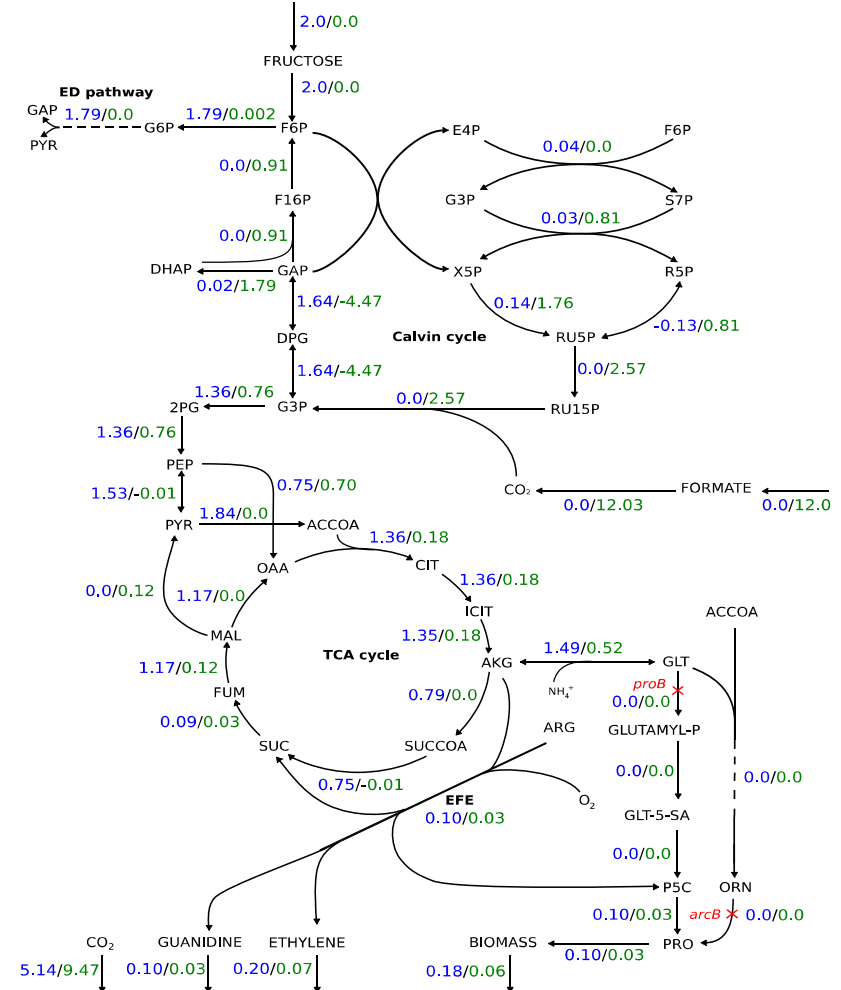 2.0/0.0
FRUCTOSE
2.0/0.0
ED pathway
GAP
1.79/0.0
1.79/0.002
G6P
F6P
E4P
F6P
PYR
0.04/0.0
0.0/0.91
F16P
G3P
S7P
0.03/0.81
0.0/0.91
DHAP
GAP
X5P
R5P
0.02/1.79
1.64/-4.47
0.14/1.76
-0.13/0.81
DPG
Calvin cycle
RU5P
1.64/-4.47
0.0/2.57
1.36/0.76
0.0/2.57
2PG
G3P
RU15P
1.36/0.76
PEP
0.75/0.70
CO₂
FORMATE
1.53/-0.01
0.0/12.03
0.0/12.0
1.84/0.0
PYR
ACCOA
1.36/0.18
OAA
CIT
1.36/0.18
0.0/0.12
1.17/0.0
ICIT
ACCOA
MAL
1.35/0.18
TCA cycle
AKG
1.49/0.52
GLT
1.17/0.12
proB
FUM
0.79/0.0
NH₄⁺
0.0/0.0
0.09/0.03
ARG
GLUTAMYL-P
SUC
SUCCOA
0.0/0.0
0.0/0.0
0.75/-0.01
EFE
O₂
0.10/0.03
GLT-5-SA
0.0/0.0
P5C
ORN
0.10/0.03
arcB
0.0/0.0
CO₂
GUANIDINE
ETHYLENE
BIOMASS
PRO
0.10/0.03
5.14/9.47
0.10/0.03
0.20/0.07
0.18/0.06